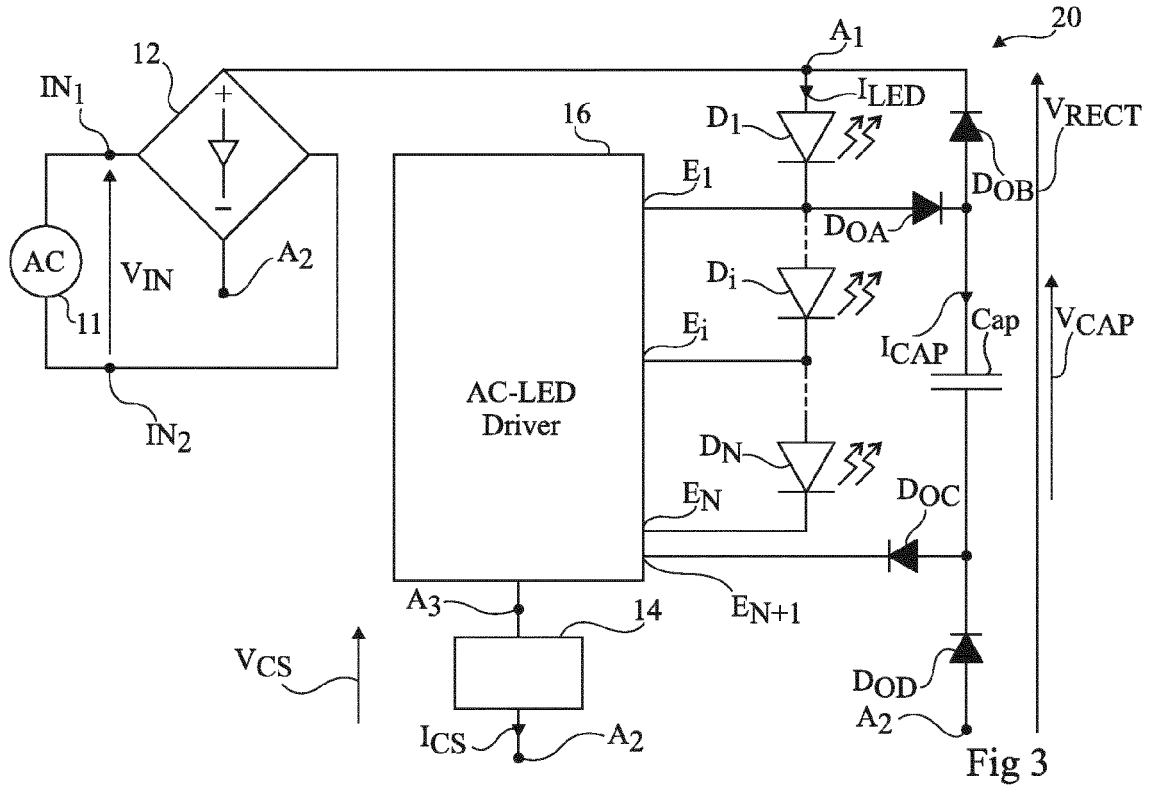 20
12
A1
IN1
+
ILED
VRECT
16
D1
E1
DOB
−
DOA
AC
VIN
A2
Di
11
Ei
Cap
VCAP
ICAP
AC-LED
Driver
IN2
DN
EN
DOC
A3
14
EN+1
VCS
DOD
A2
ICS
A2
Fig 3